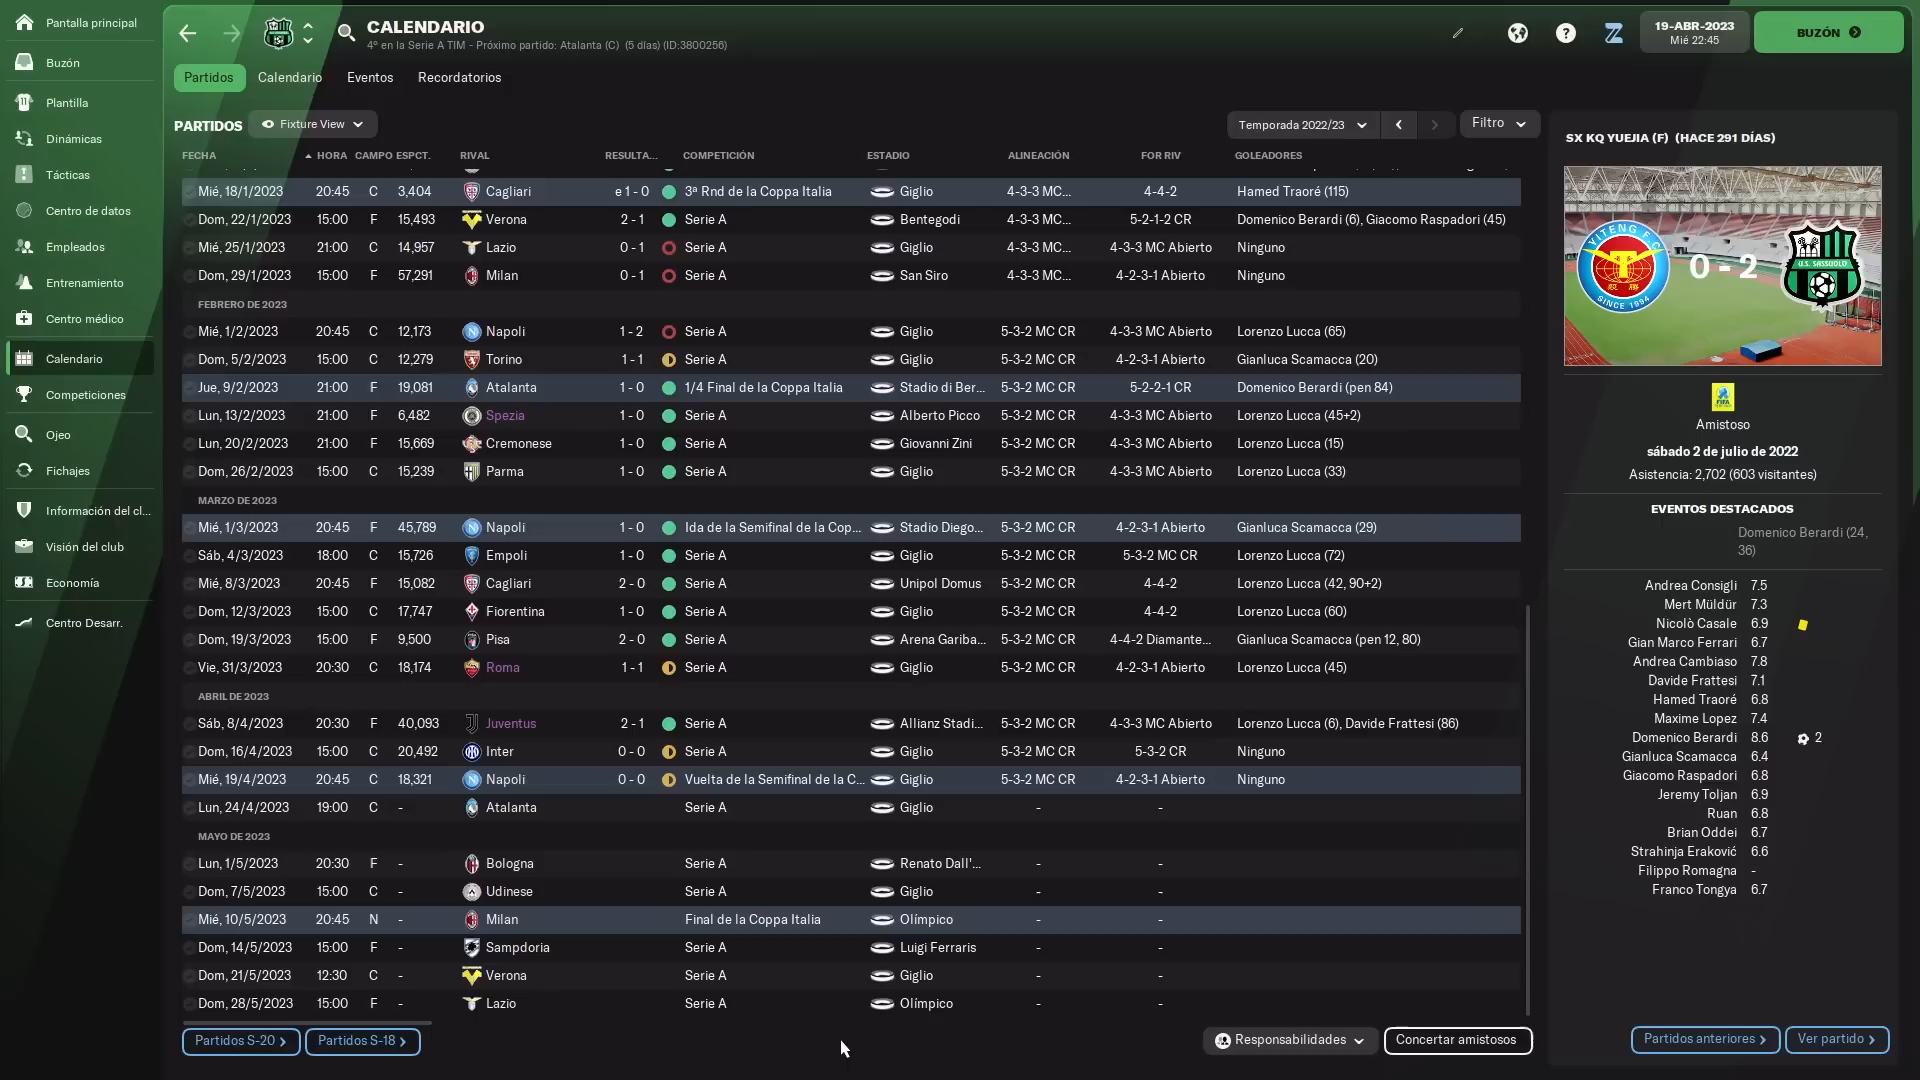 Pantalla principal
Buzón
Plantilla
Dinámicas
Tácticas
Centro de datos
Empleados
Entrenamiento
Centro médico
Calendario
Competiciones
Ojeo
Fichajes
Información del cl...
Visión del club
Economía
Centro Desarr.
CALENDARIO
4º en la Serie A TIM - Próximo partido: Atalanta (C) (5 días) (ID:3800256)
19-ABR-2023
Mié 22:45
BUZÓN
Partidos Calendario Eventos Recordatorios
PARTIDOS Fixture View
Temporada 2022/23 Filtro
FECHA HORA CAMPO ESPCT. RIVAL RESULTA... COMPETICIÓN ESTADIO ALINEACIÓN FOR RIV GOLEADORES
Mié, 18/1/2023 20:45 C 3,404 Cagliari e 1 - 0 3ª Rnd de la Coppa Italia Giglio 4-3-3 MC... 4-4-2 Hamed Traoré (115)
Dom, 22/1/2023 15:00 F 15,493 Verona 2 - 1 Serie A Bentegodi 4-3-3 MC... 5-2-1-2 CR Domenico Berardi (6), Giacomo Raspadori (45)
Mié, 25/1/2023 21:00 C 14,957 Lazio 0 - 1 Serie A Giglio 4-3-3 MC... 4-3-3 MC Abierto Ninguno
Dom, 29/1/2023 15:00 F 57,291 Milan 0 - 1 Serie A San Siro 4-3-3 MC... 4-2-3-1 Abierto Ninguno
FEBRERO DE 2023
Mié, 1/2/2023 20:45 C 12,173 Napoli 1 - 2 Serie A Giglio 5-3-2 MC CR 4-3-3 MC Abierto Lorenzo Lucca (65)
Dom, 5/2/2023 15:00 C 12,279 Torino 1 - 1 Serie A Giglio 5-3-2 MC CR 4-2-3-1 Abierto Gianluca Scamacca (20)
Jue, 9/2/2023 21:00 F 19,081 Atalanta 1 - 0 1/4 Final de la Coppa Italia Stadio di Ber... 5-3-2 MC CR 5-2-2-1 CR Domenico Berardi (pen 84)
Lun, 13/2/2023 21:00 F 6,482 Spezia 1 - 0 Serie A Alberto Picco 5-3-2 MC CR 4-3-3 MC Abierto Lorenzo Lucca (45+2)
Lun, 20/2/2023 21:00 F 15,669 Cremonese 1 - 0 Serie A Giovanni Zini 5-3-2 MC CR 4-3-3 MC Abierto Lorenzo Lucca (15)
Dom, 26/2/2023 15:00 C 15,239 Parma 1 - 0 Serie A Giglio 5-3-2 MC CR 4-3-3 MC Abierto Lorenzo Lucca (33)
MARZO DE 2023
Mié, 1/3/2023 20:45 F 45,789 Napoli 1 - 0 Ida de la Semifinal de la Cop... Stadio Diego... 5-3-2 MC CR 4-2-3-1 Abierto Gianluca Scamacca (29)
Sáb, 4/3/2023 18:00 C 15,726 Empoli 1 - 0 Serie A Giglio 5-3-2 MC CR 5-3-2 MC CR Lorenzo Lucca (72)
Mié, 8/3/2023 20:45 F 15,082 Cagliari 2 - 0 Serie A Unipol Domus 5-3-2 MC CR 4-4-2 Lorenzo Lucca (42, 90+2)
Dom, 12/3/2023 15:00 C 17,747 Fiorentina 1 - 0 Serie A Giglio 5-3-2 MC CR 4-4-2 Lorenzo Lucca (60)
Dom, 19/3/2023 15:00 F 9,500 Pisa 2 - 0 Serie A Arena Gariba... 5-3-2 MC CR 4-4-2 Diamante... Gianluca Scamacca (pen 12, 80)
Vie, 31/3/2023 20:30 C 18,174 Roma 1 - 1 Serie A Giglio 5-3-2 MC CR 4-2-3-1 Abierto Lorenzo Lucca (45)
ABRIL DE 2023
Sáb, 8/4/2023 20:30 F 40,093 Juventus 2 - 1 Serie A Allianz Stadi... 5-3-2 MC CR 4-3-3 MC Abierto Lorenzo Lucca (6), Davide Frattesi (86)
Dom, 16/4/2023 15:00 C 20,492 Inter 0 - 0 Serie A Giglio 5-3-2 MC CR 5-3-2 CR Ninguno
Mié, 19/4/2023 20:45 C 18,321 Napoli 0 - 0 Vuelta de la Semifinal de la C... Giglio 5-3-2 MC CR 4-2-3-1 Abierto Ninguno
Lun, 24/4/2023 19:00 C - Atalanta Serie A Giglio - -
MAYO DE 2023
Lun, 1/5/2023 20:30 F - Bologna Serie A Renato Dall'... - -
Dom, 7/5/2023 15:00 C - Udinese Serie A Giglio - -
Mié, 10/5/2023 20:45 N - Milan Final de la Coppa Italia Olímpico - -
Dom, 14/5/2023 15:00 F - Sampdoria Serie A Luigi Ferraris - -
Dom, 21/5/2023 12:30 C - Verona Serie A Giglio - -
Dom, 28/5/2023 15:00 F - Lazio Serie A Olímpico - -
Partidos S-20 Partidos S-18 Responsabilidades Concertar amistosos
SX KQ YUEJIA (F) (HACE 291 DÍAS)
YITENG F.C
SINCE 1994
0 - 2
U.S. SASSUOLO
FIFA
Amistoso
sábado 2 de julio de 2022
Asistencia: 2,702 (603 visitantes)
EVENTOS DESTACADOS
Domenico Berardi (24,
36)
Andrea Consigli 7.5
Mert Müldür 7.3
Nicolò Casale 6.9
Gian Marco Ferrari 6.7
Andrea Cambiaso 7.8
Davide Frattesi 7.1
Hamed Traoré 6.8
Maxime Lopez 7.4
Domenico Berardi 8.6 2
Gianluca Scamacca 6.4
Giacomo Raspadori 6.8
Jeremy Toljan 6.9
Ruan 6.8
Brian Oddei 6.7
Strahinja Eraković 6.6
Filippo Romagna -
Franco Tongya 6.7
Partidos anteriores Ver partido